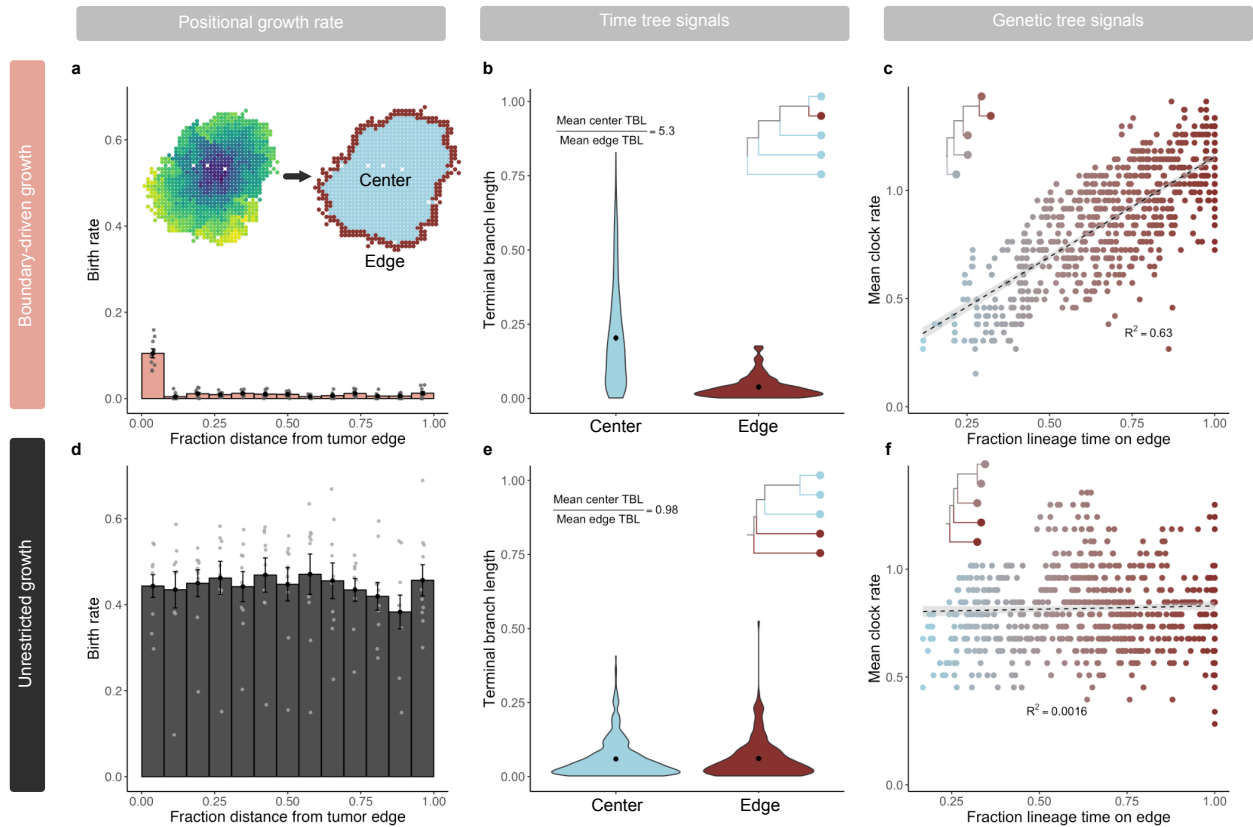 Positional growth rate
Time tree signals
Genetic tree signals
Boundary-driven growth
a
Birth rate
0.6
0.4
0.2
0.0
Center
Edge
0.00
0.25
0.50
0.75
1.00
Fraction distance from tumor edge
b
Terminal branch length
1.00
0.75
0.50
0.25
0.00
Mean center TBL
Mean edge TBL
= 5.3
Center
Edge
c
Mean clock rate
1.0
0.5
0.0
R² = 0.63
0.25
0.50
0.75
1.00
Fraction lineage time on edge
Unrestricted growth
d
Birth rate
0.6
0.4
0.2
0.0
0.00
0.25
0.50
0.75
1.00
Fraction distance from tumor edge
e
Terminal branch length
1.00
0.75
0.50
0.25
0.00
Mean center TBL
Mean edge TBL
= 0.98
Center
Edge
f
Mean clock rate
1.0
0.5
0.0
R² = 0.0016
0.25
0.50
0.75
1.00
Fraction lineage time on edge